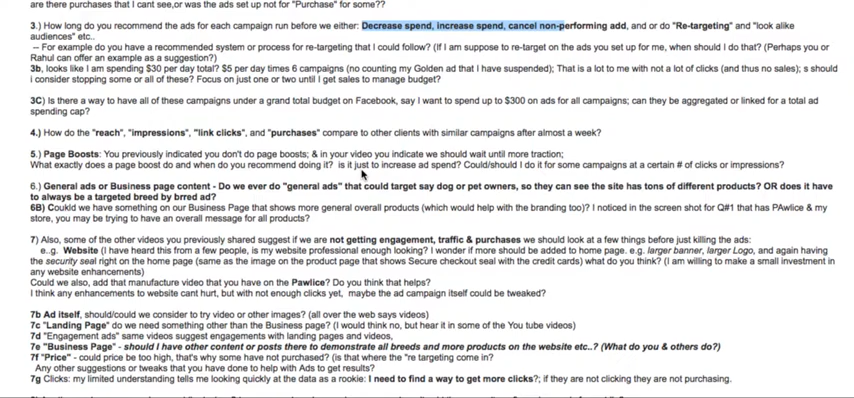 are there purchases that I cant see,or was the ads set up not for "Purchase" for some??
3.) How long do you recommend the ads for each campaign run before we either: Decrease spend, increase spend, cancel non-performing add, and or do "Re-targeting" and "look alike
audiences" etc..
-- For example do you have a recommended system or process for re-targeting that I could follow? (If I am suppose to re-target on the ads you set up for me, when should I do that? (Perhaps you or
Rahul can offer an example as a suggestion?)
3b, looks like I am spending $30 per day total? $5 per day times 6 campaigns (no counting my Golden ad that I have suspended); That is a lot to me with not a lot of clicks (and thus no sales); s should
i consider stopping some or all of these? Focus on just one or two until I get sales to manage budget?
3C) Is there a way to have all of these campaigns under a grand total budget on Facebook, say I want to spend up to $300 on ads for all campaigns; can they be aggregated or linked for a total ad
spending cap?
4.) How do the "reach", "impressions", "link clicks", and "purchases" compare to other clients with similar campaigns after almost a week?
5.) Page Boosts: You previously indicated you don't do page boosts; & in your video you indicate we should wait until more traction;
What exactly does a page boost do and when do you recommend doing it? is it just to increase ad spend? Could/should I do it for some campaigns at a certain # of clicks or impressions?
6.) General ads or Business page content - Do we ever do "general ads" that could target say dog or pet owners, so they can see the site has tons of different products? OR does it have
to always be a targeted breed by brred ad?
6B) Coukld we have something on our Business Page that shows more general overall products (which would help with the branding too)? I noticed in the screen shot for Q#1 that has PAwlice & my
store, you may be trying to have an overall message for all products?
7) Also, some of the other videos you previously shared suggest if we are not getting engagement, traffic & purchases we should look at a few things before just killing the ads:
e..g. Website (I have heard this from a few people, is my website professional enough looking? I wonder if more should be added to home page. e.g. larger banner, larger Logo, and again having
the security seal right on the home page (same as the image on the product page that shows Secure checkout seal with the credit cards) what do you think? (I am willing to make a small investment in
any website enhancements)
Could we also, add that manufacture video that you have on the Pawlice? Do you think that helps?
I think any enhancements to website cant hurt, but with not enough clicks yet, maybe the ad campaign itself could be tweaked?
7b Ad itself, should/could we consider to try video or other images? (all over the web says videos)
7c "Landing Page" do we need something other than the Business page? (I would think no, but hear it in some of the You tube videos)
7d "Engagement ads" same videos suggest engagements with landing pages and videos,
7e "Business Page" - should I have other content or posts there to demonstrate all breeds and more products on the website etc..? (What do you & others do?)
7f "Price" - could price be too high, that's why some have not purchased? (is that where the "re targeting come in?
Any other suggestions or tweaks that you have done to help with Ads to get results?
7g Clicks: my limited understanding tells me looking quickly at the data as a rookie: I need to find a way to get more clicks?; if they are not clicking they are not purchasing.